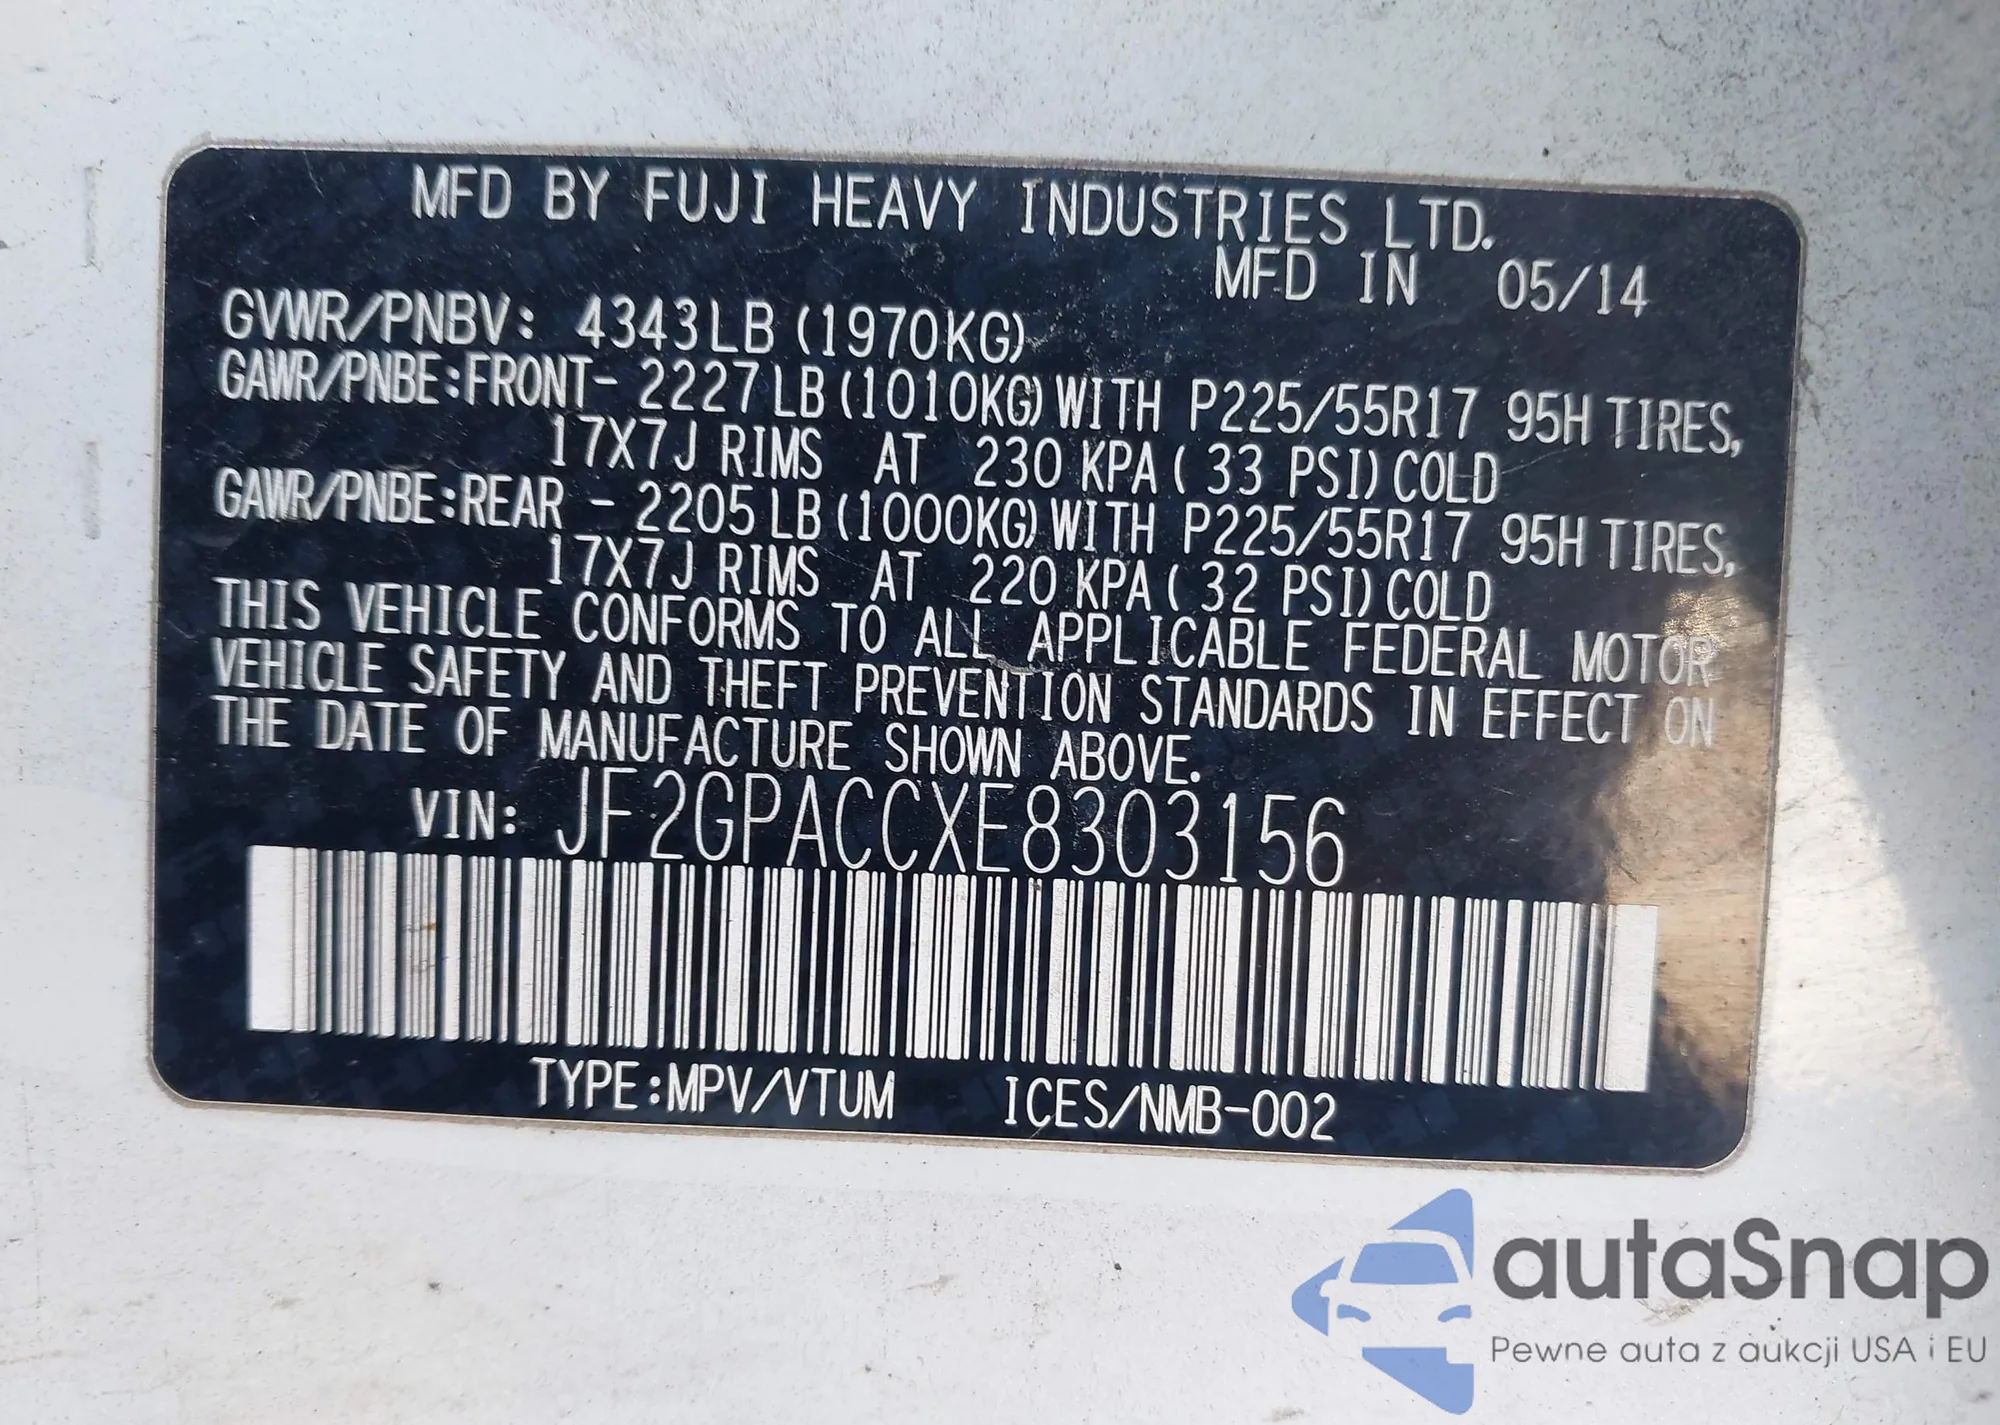 MFD BY FUJI HEAVY INDUSTRIES LTD.
MFD IN 05/14
GVWR/PNBV: 4343LB (1970KG)
GAWR/PNBE:FRONT- 2227LB (1010KG) WITH P225/55R17 95H TIRES,
17X7J RIMS AT 230 KPA ( 33 PSI) COLD
GAWR/PNBE:REAR - 2205LB (1000KG) WITH P225/55R17 95H TIRES,
17X7J RIMS AT 220 KPA ( 32 PSI) COLD
THIS VEHICLE CONFORMS TO ALL APPLICABLE FEDERAL MOTOR
VEHICLE SAFETY AND THEFT PREVENTION STANDARDS IN EFFECT ON
THE DATE OF MANUFACTURE SHOWN ABOVE.
VIN: JF2GPACCXE8303156
TYPE:MPV/VTUM ICES/NMB-002
autaSnap
Pewne auta z aukcji USA i EU